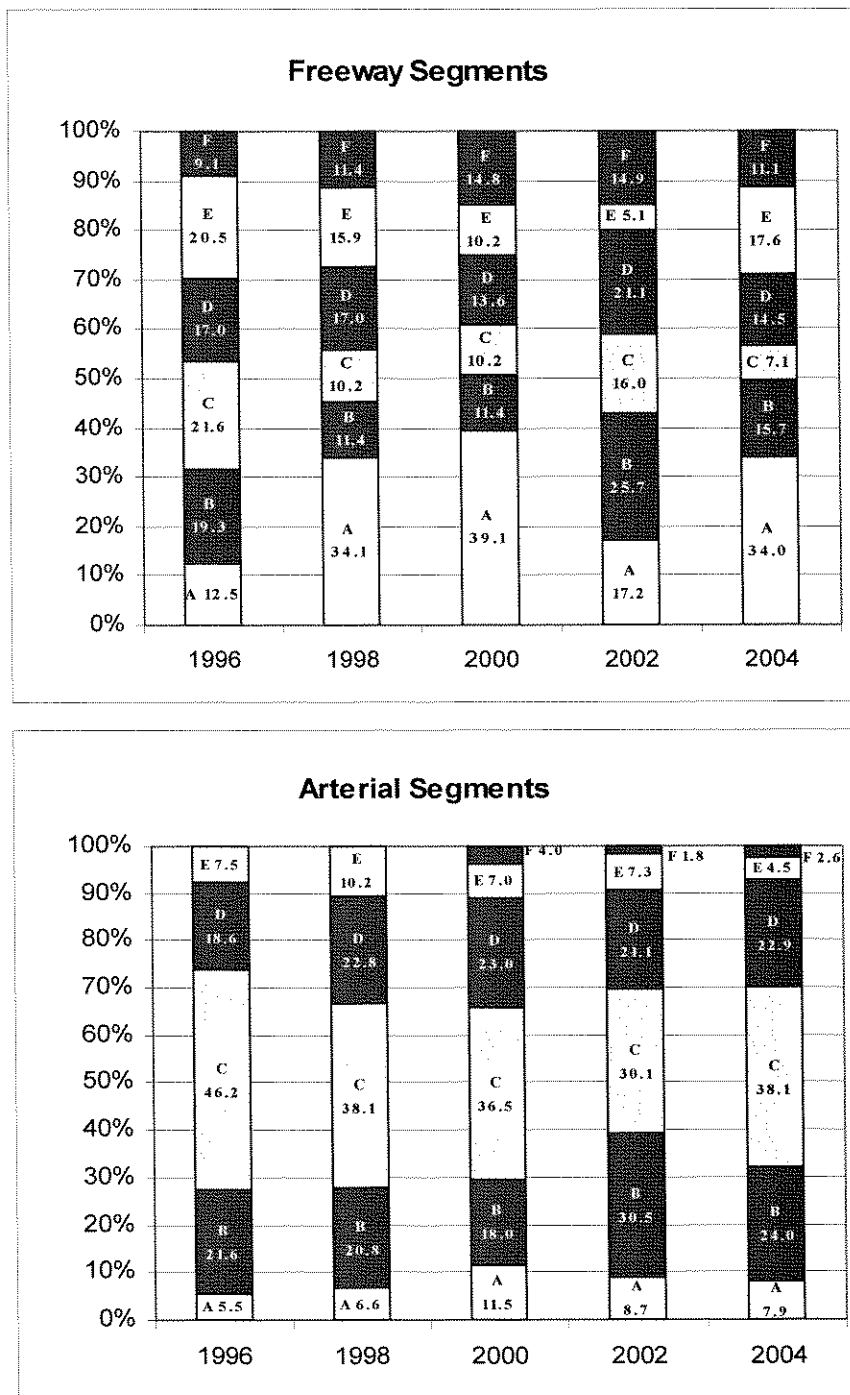 Freeway Segments
100%
90%
80%
70%
60%
50%
40%
30%
20%
10%
0%
F
9.1
E
20.5
D
17.0
C
21.6
B
19.3
A 12.5
F
11.4
E
15.9
D
17.0
C
10.2
B
11.4
A
34.1
F
14.8
E
10.2
D
13.6
C
10.2
B
11.4
A
39.1
F
14.9
E 5.1
D
21.1
C
16.0
B
25.7
A
17.2
F
11.1
E
17.6
D
14.5
C 7.1
B
15.7
A
34.0
1996 1998 2000 2002 2004
Arterial Segments
100%
90%
80%
70%
60%
50%
40%
30%
20%
10%
0%
E 7.5
D
18.6
C
46.2
B
21.6
A 5.5
E
10.2
D
22.8
C
38.1
B
20.8
A 6.6
F 4.0
E 7.0
D
23.0
C
36.5
B
18.0
A
11.5
F 1.8
E 7.3
D
21.1
C
30.1
B
30.5
A
8.7
F 2.6
E 4.5
D
22.9
C
38.1
B
24.0
A
7.9
1996 1998 2000 2002 2004